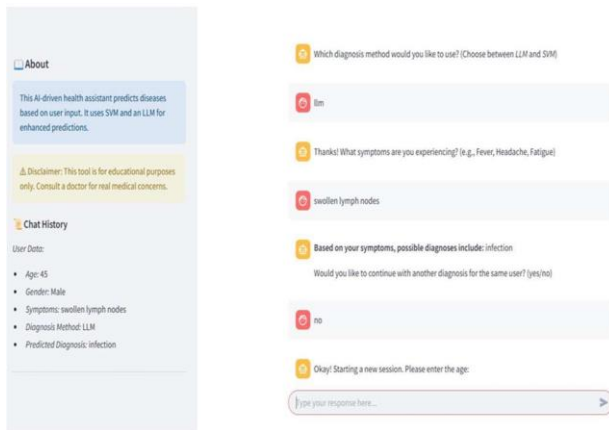 About
This AI-driven health assistant predicts diseases
based on user input. It uses SVM and an LLM for
enhanced predictions.
⚠ Disclaimer: This tool is for educational purposes
only. Consult a doctor for real medical concerns.
Chat History
User Data:
• Age: 45
• Gender: Male
• Symptoms: swollen lymph nodes
• Diagnosis Method: LLM
• Predicted Diagnosis: infection
Which diagnosis method would you like to use? (Choose between LLM and SVM)
llm
Thanks! What symptoms are you experiencing? (e.g., Fever, Headache, Fatigue)
swollen lymph nodes
Based on your symptoms, possible diagnoses include: infection
Would you like to continue with another diagnosis for the same user? (yes/no)
no
Okay! Starting a new session. Please enter the age:
Type your response here...